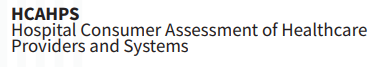 HCAHPS
Hospital Consumer Assessment of Healthcare
Providers and Systems